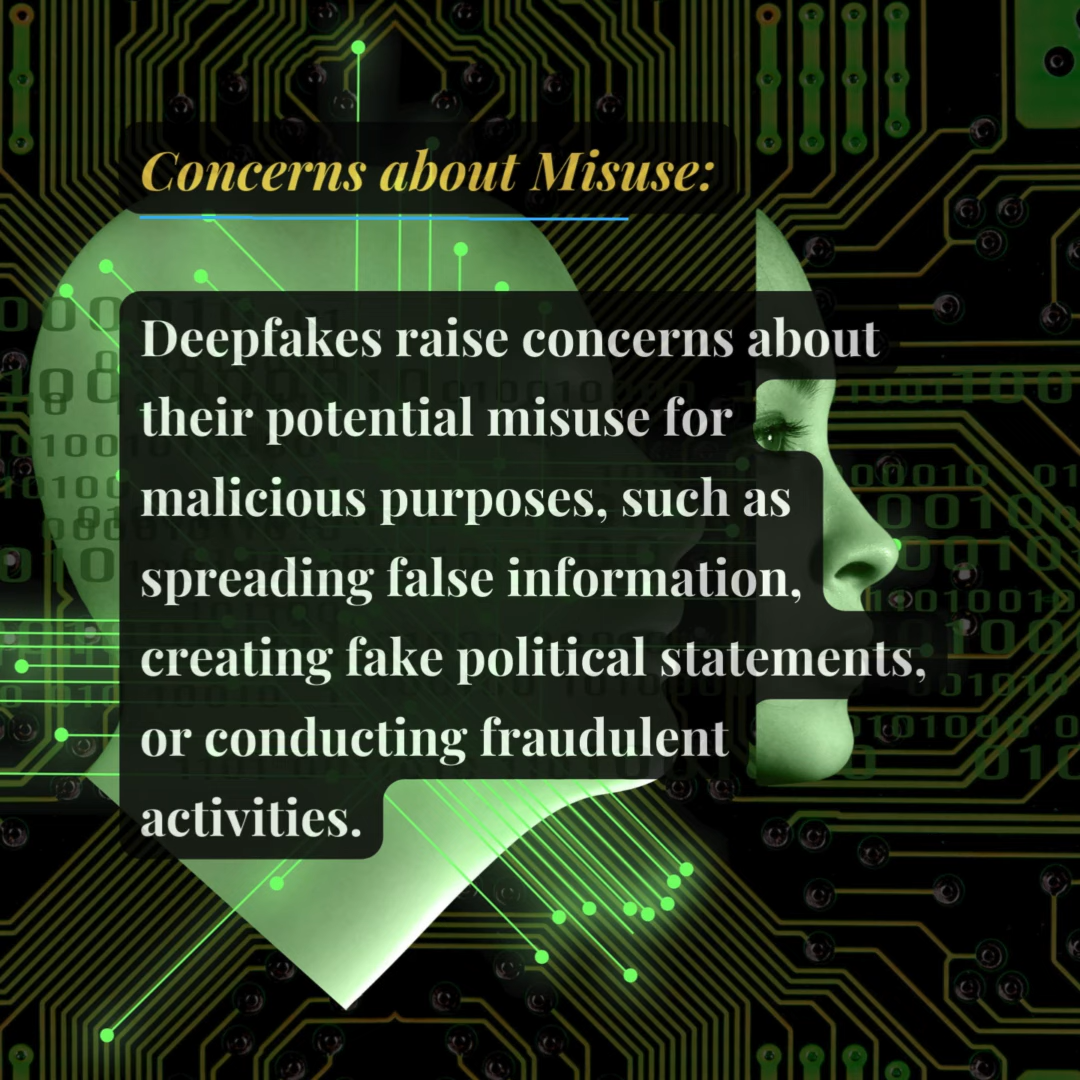 Concerns about Misuse:
Deepfakes raise concerns about
their potential misuse for
malicious purposes, such as
spreading false information,
creating fake political statements,
or conducting fraudulent
activities.